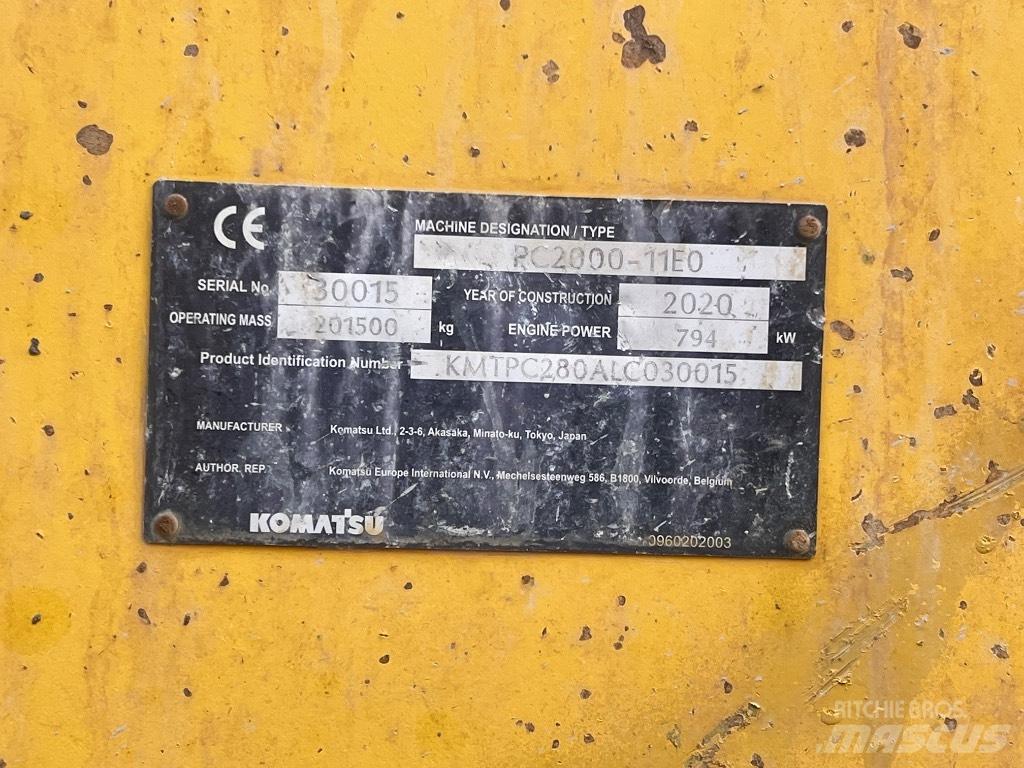 CE
MACHINE DESIGNATION / TYPE
PC2000-11E0
SERIAL No. 30015 YEAR OF CONSTRUCTION 2020
OPERATING MASS 201500 kg ENGINE POWER 794 kW
Product Identification Number KMTPC280ALC030015
MANUFACTURER Komatsu Ltd., 2-3-6, Akasaka, Minato-ku, Tokyo, Japan
AUTHOR. REP. Komatsu Europe International N.V., Mechelsesteenweg 586, B1800, Vilvoorde, Belgium
KOMATSU
0960202003
RITCHIE BROS.
MASCUS